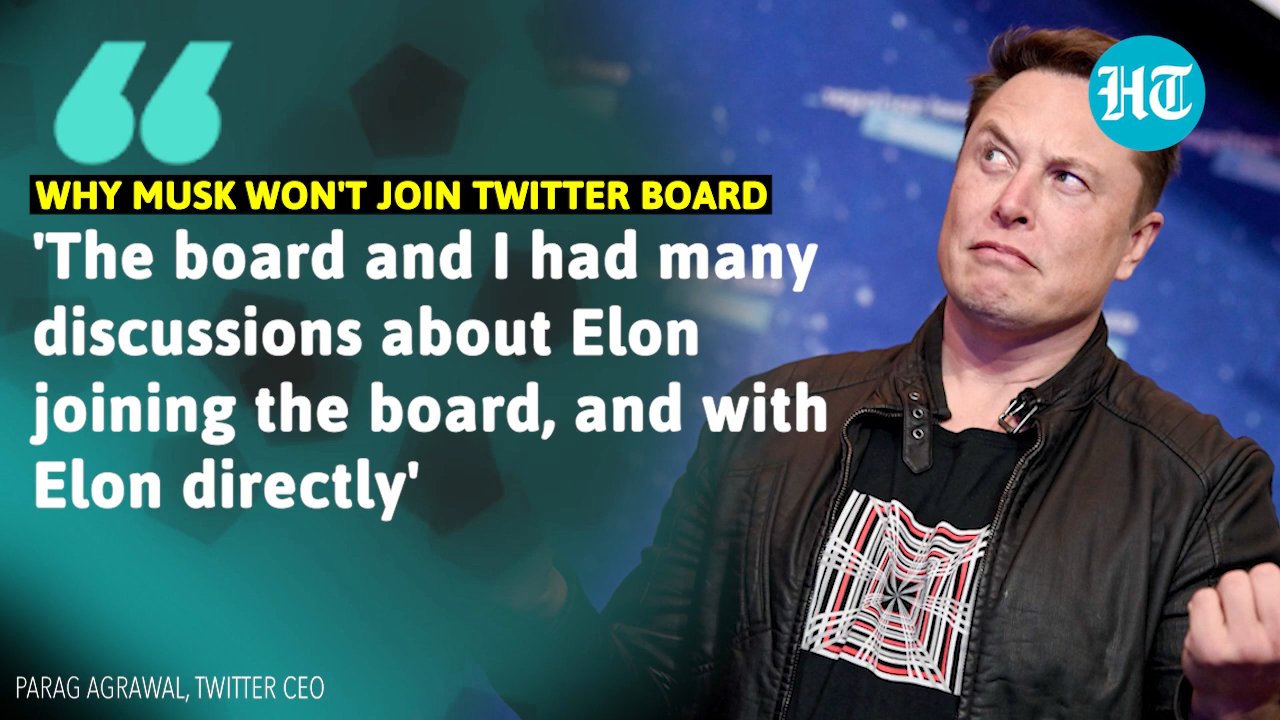 HT
WHY MUSK WON'T JOIN TWITTER BOARD
'The board and I had many
discussions about Elon
joining the board, and with
Elon directly'
PARAG AGRAWAL, TWITTER CEO